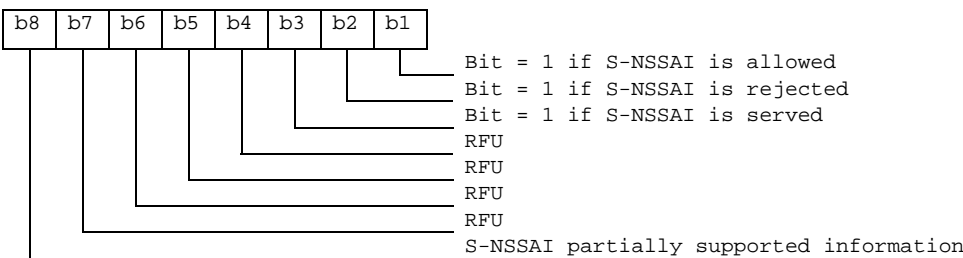 b8 b7 b6 b5 b4 b3 b2 b1
Bit = 1 if S-NSSAI is allowed
Bit = 1 if S-NSSAI is rejected
Bit = 1 if S-NSSAI is served
RFU
RFU
RFU
RFU
S-NSSAI partially supported information